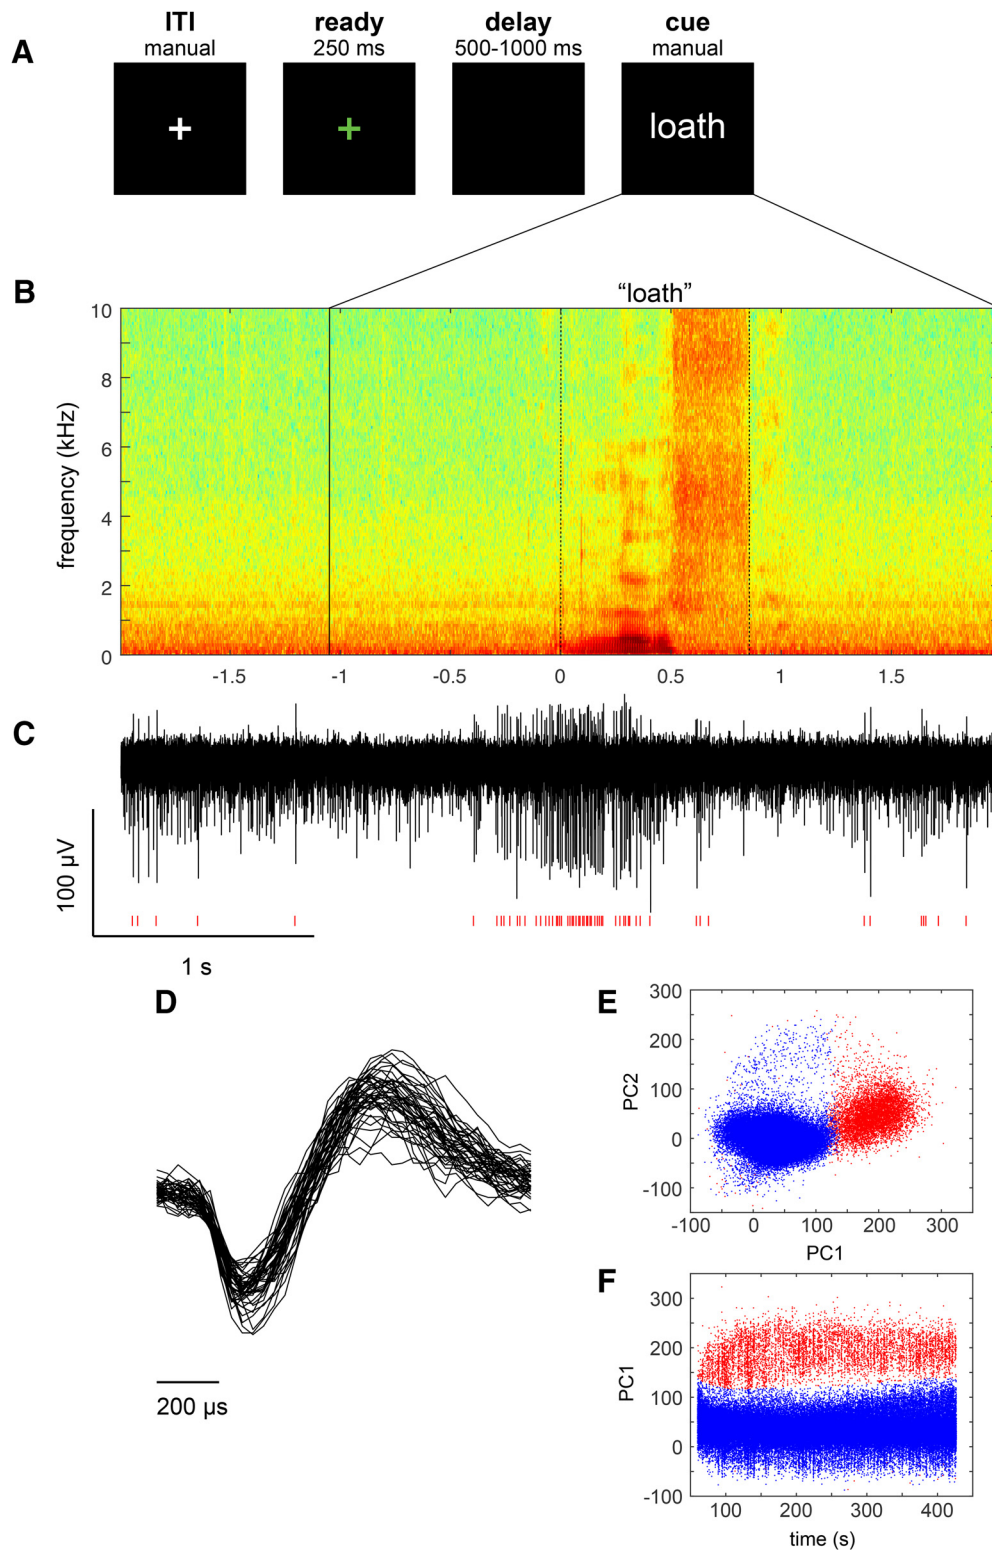 A
ITI
manual
ready
250 ms
delay
500-1000 ms
cue
manual
loath
B
“loath”
frequency (kHz)
10
8
6
4
2
0
-1.5
-1
-0.5
0
0.5
1
1.5
C
100 µV
1 s
D
200 µs
E
PC2
300
200
100
0
-100
-100
0
100
200
300
PC1
F
PC1
300
200
100
0
-100
100
200
300
400
time (s)